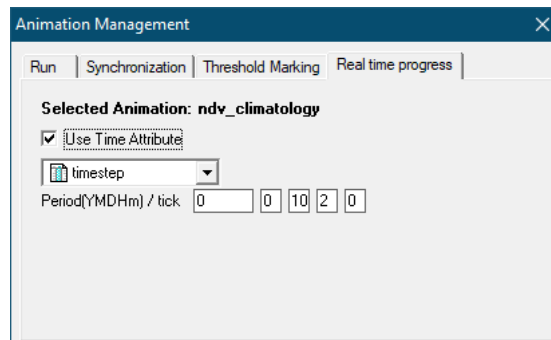 Animation Management
Run Synchronization Threshold Marking Real time progress
Selected Animation: ndv_climatology
Use Time Attribute
timestep
Period(YMDHm) / tick 0 0 10 2 0